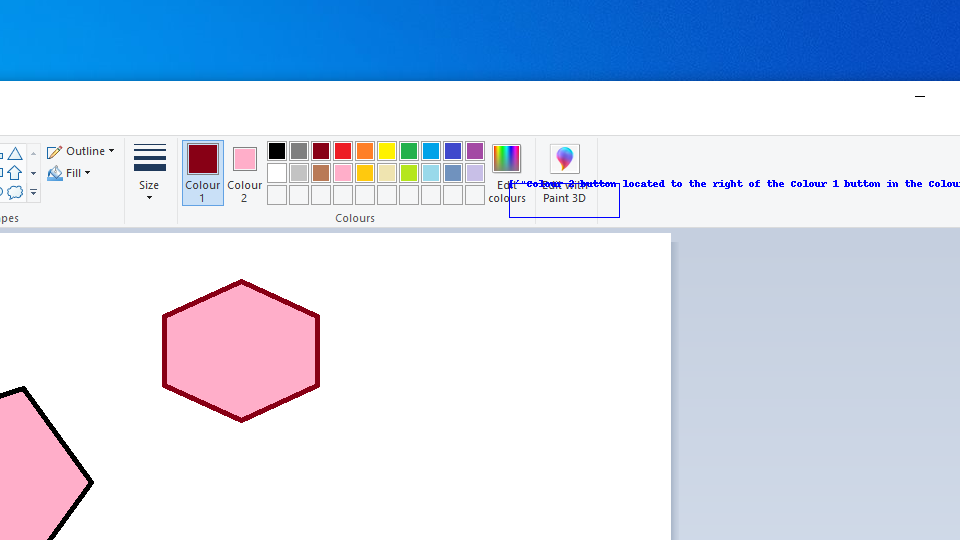 Outline
Fill
Size
Colour
1
Colour
2
Edit
colours
Edit with
Paint 3D
"Colour 2 button located to the right of the Colour 1 button in the Colou
apes
Colours